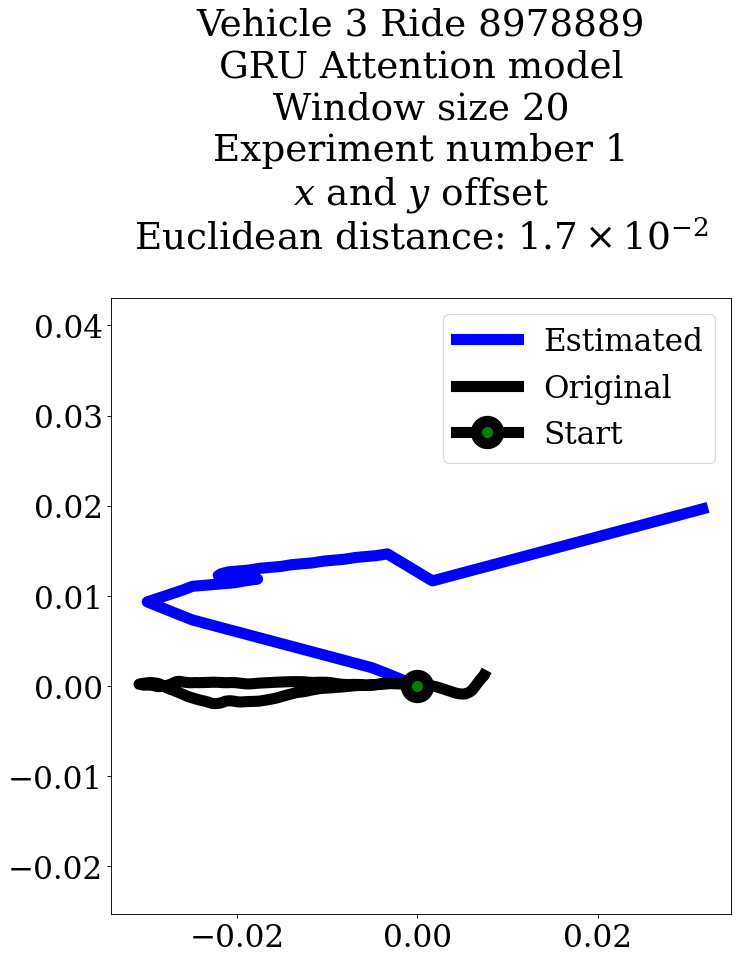 Vehicle 3 Ride 8978889
GRU Attention model
Window size 20
Experiment number 1
x and y offset
Euclidean distance: 1.7 × 10⁻²
Estimated
Original
Start
0.04
0.03
0.02
0.01
0.00
−0.01
−0.02
−0.02 0.00 0.02